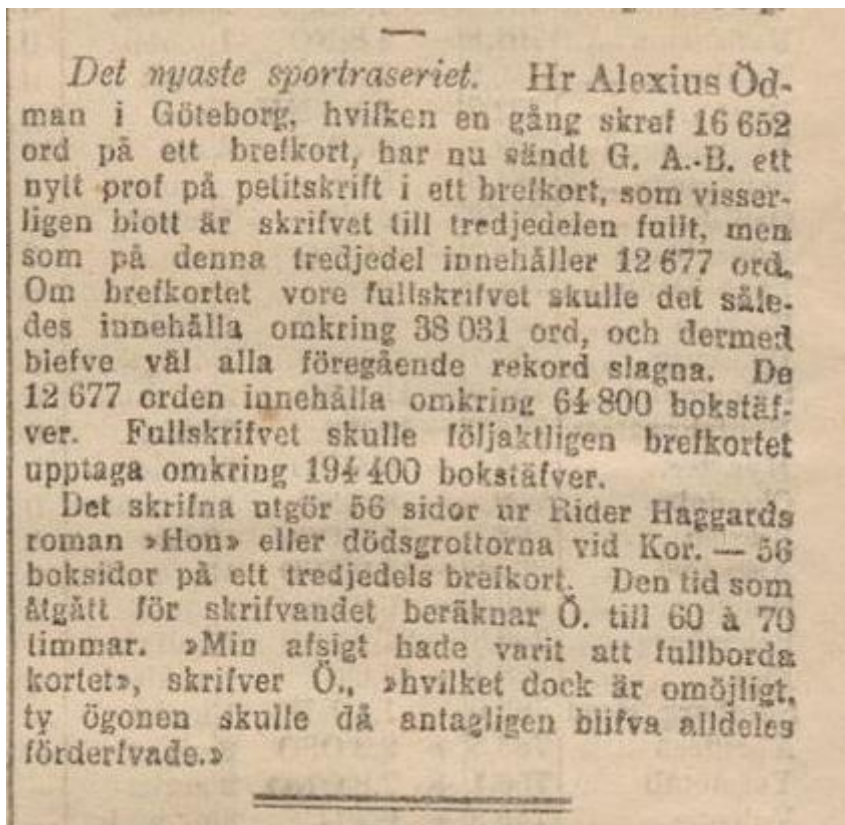 Det nyaste sportraseriet. Hr Alexius Öd-
man i Göteborg, hvilken en gång skref 16 652
ord på ett brefkort, har nu sändt G. A.-B. ett
nytt prof på petitskrift i ett brefkort, som visser-
ligen blott är skrifvet till tredjedelen fullt, men
som på denna tredjedel innehåller 12 677 ord.
Om brefkortet vore fullskrifvet skulle det såle-
des innehålla omkring 38 031 ord, och dermed
blefve väl alla föregående rekord slagna. De
12 677 orden innehålla omkring 64 800 bokstäf-
ver. Fullskrifvet skulle följaktligen brefkortet
upptaga omkring 194 400 bokstäfver.
Det skrifna utgör 56 sidor ur Rider Haggards
roman »Hon» eller dödsgrottorna vid Kor. — 56
boksidor på ett tredjedels brefkort. Den tid som
åtgått för skrifvandet beräknar Ö. till 60 à 70
timmar. »Min afsigt hade varit att fullborda
kortet», skrifver Ö., »hvilket dock är omöjligt,
ty ögonen skulle då antagligen blifva alldeles
förderfvade.»